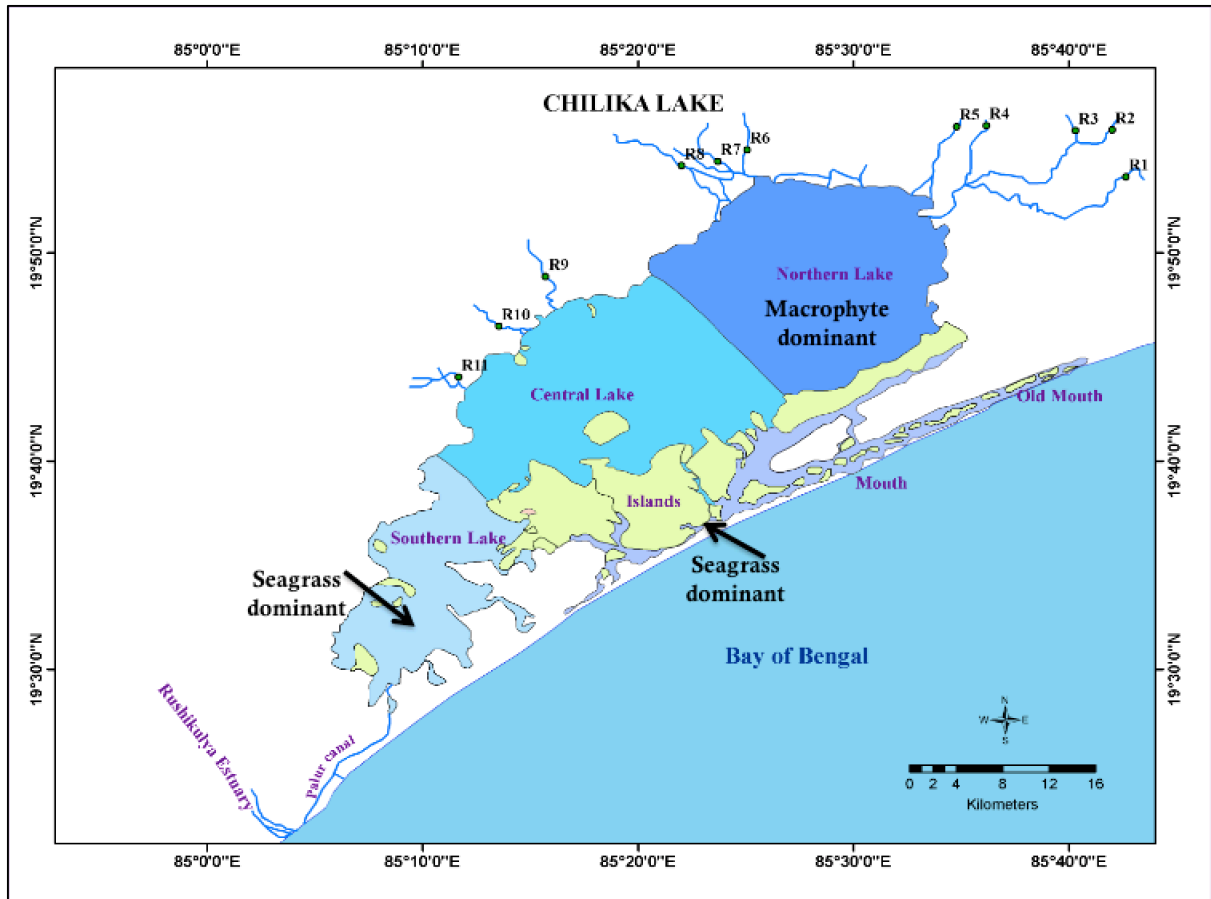 85°0'0"E
85°10'0"E
85°20'0"E
85°30'0"E
85°40'0"E
CHILIKA LAKE
R5
R4
R3
R2
R6
R7
R8
R1
19°50'0"N
19°50'0"N
R9
Northern Lake
Macrophyte
dominant
R10
R11
Central Lake
Old Mouth
19°40'0"N
19°40'0"N
Mouth
Islands
Southern Lake
Seagrass
dominant
Seagrass
dominant
Bay of Bengal
19°30'0"N
19°30'0"N
Rushikulya Estuary
Palur canal
N
W
E
S
0 2 4 8 12 16
Kilometers
85°0'0"E
85°10'0"E
85°20'0"E
85°30'0"E
85°40'0"E